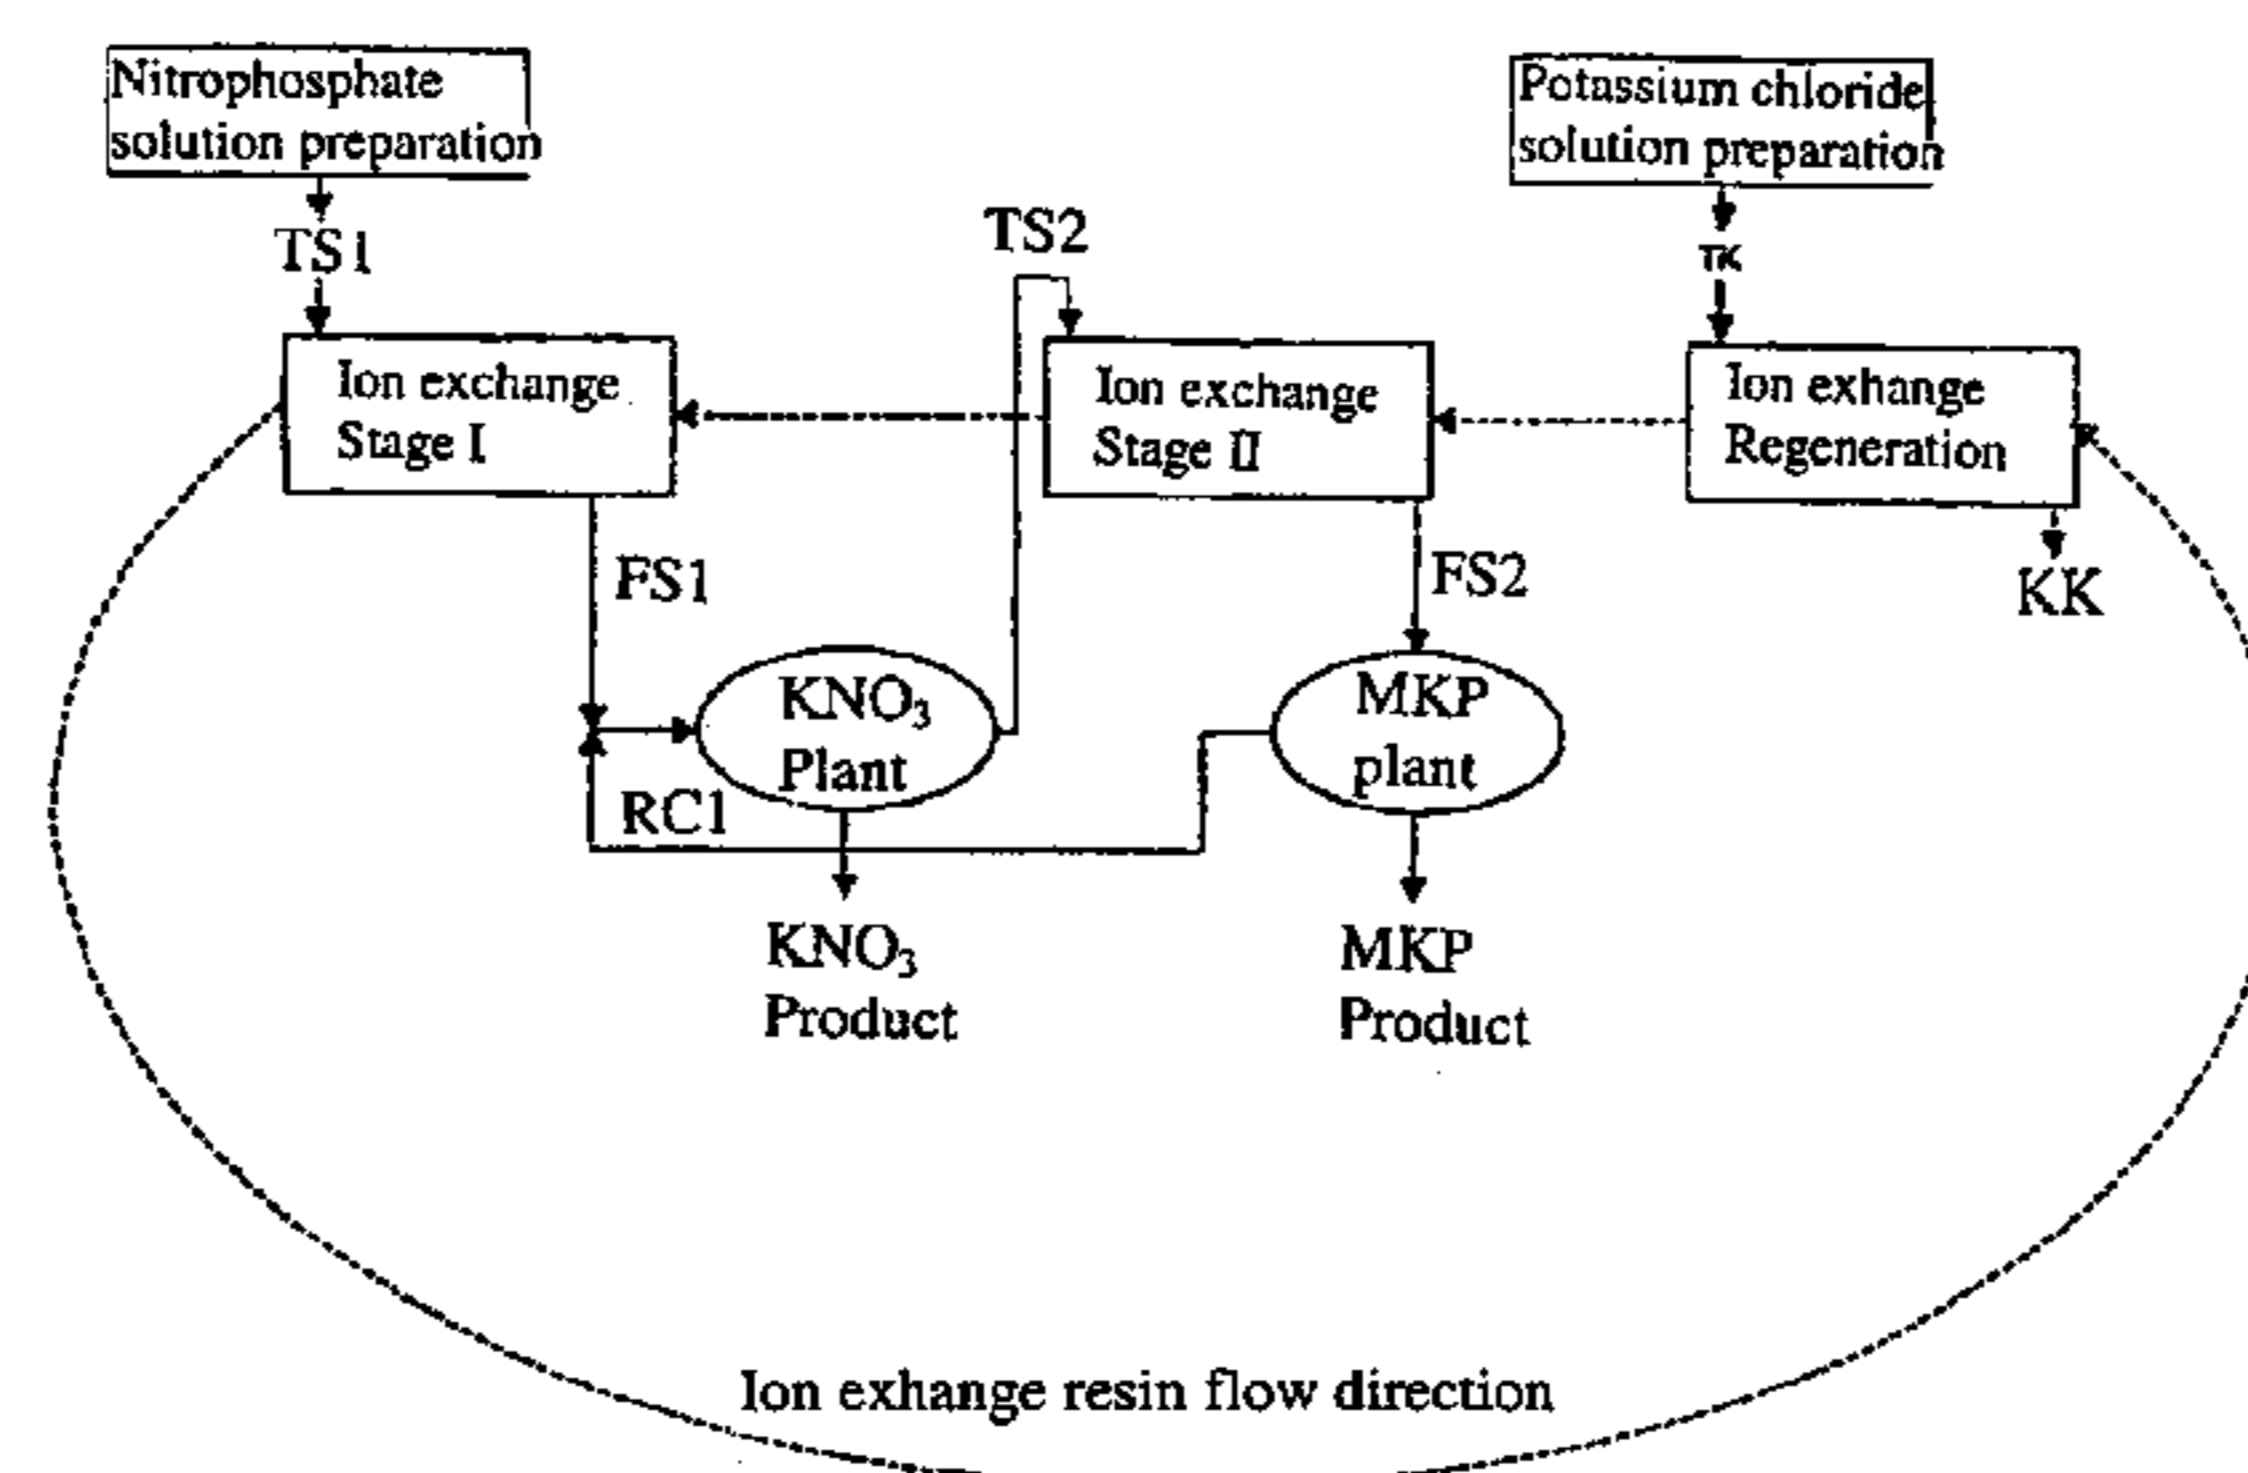 Nitrophosphate
solution preparation
Potassium chloride
solution preparation
TS1
TS2
TK
Ion exchange
Stage I
Ion exchange
Stage II
Ion exhange
Regeneration
FS1
FS2
KK
KNO₃
Plant
MKP
plant
RC1
KNO₃
Product
MKP
Product
Ion exhange resin flow direction